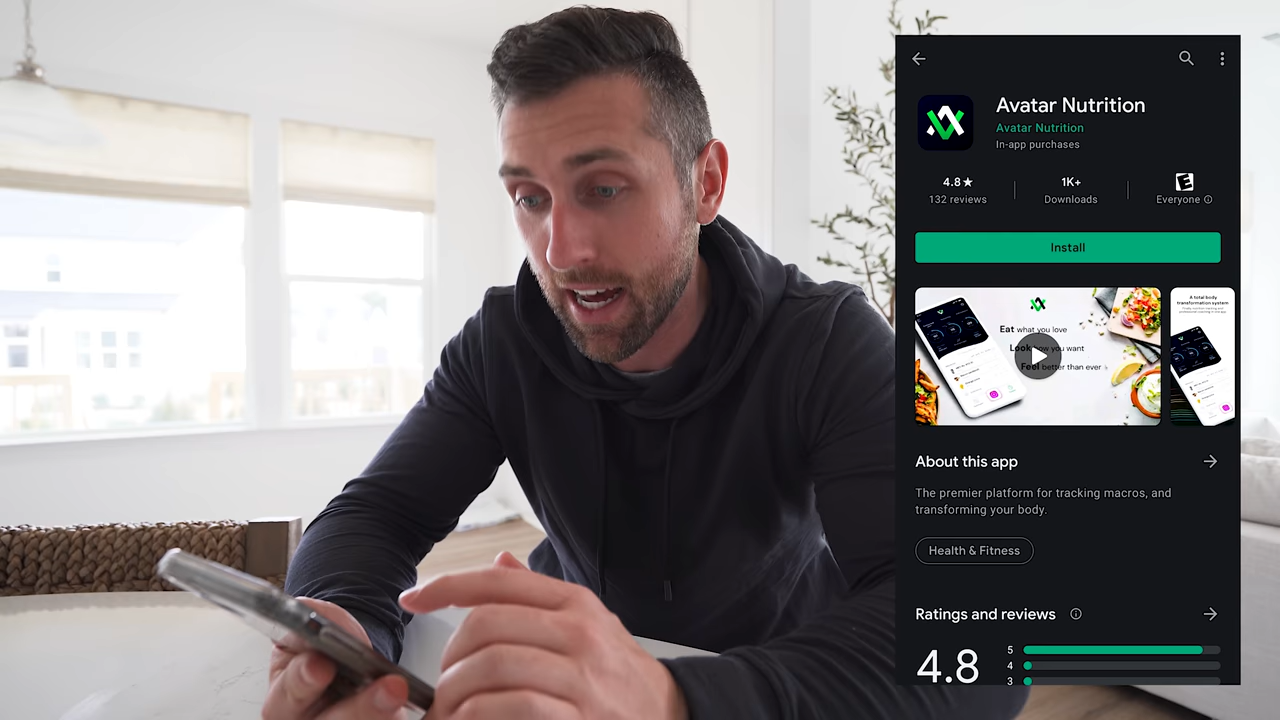 Avatar Nutrition
Avatar Nutrition
In-app purchases
4.8★
132 reviews
1K+
Downloads
E
Everyone
Install
Eat what you love
Look how you want
Feel better than ever
A total body
transformation system
About this app
The premier platform for tracking macros, and
transforming your body.
Health & Fitness
Ratings and reviews
4.8
5
4
3